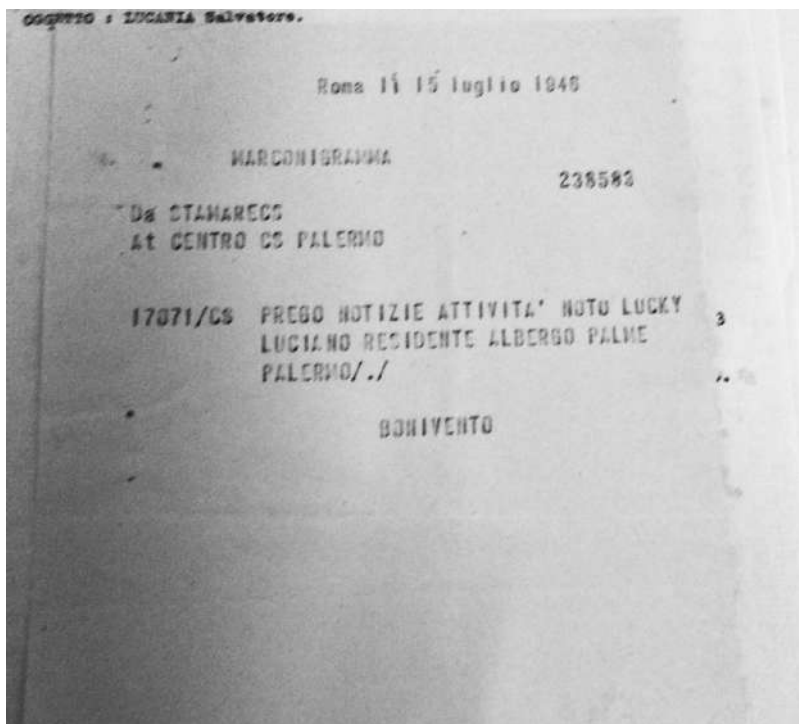 OGGETTO : LUCANIA Salvatore.
Roma lì 15 luglio 1946
MARCONIGRAMMA
238583
Da STAMARECS
At CENTRO CS PALERMO
17071/CS PREGO NOTIZIE ATTIVITA' NOTO LUCKY
3
LUCIANO RESIDENTE ALBERGO PALME
PALERMO/./
BONIVENTO